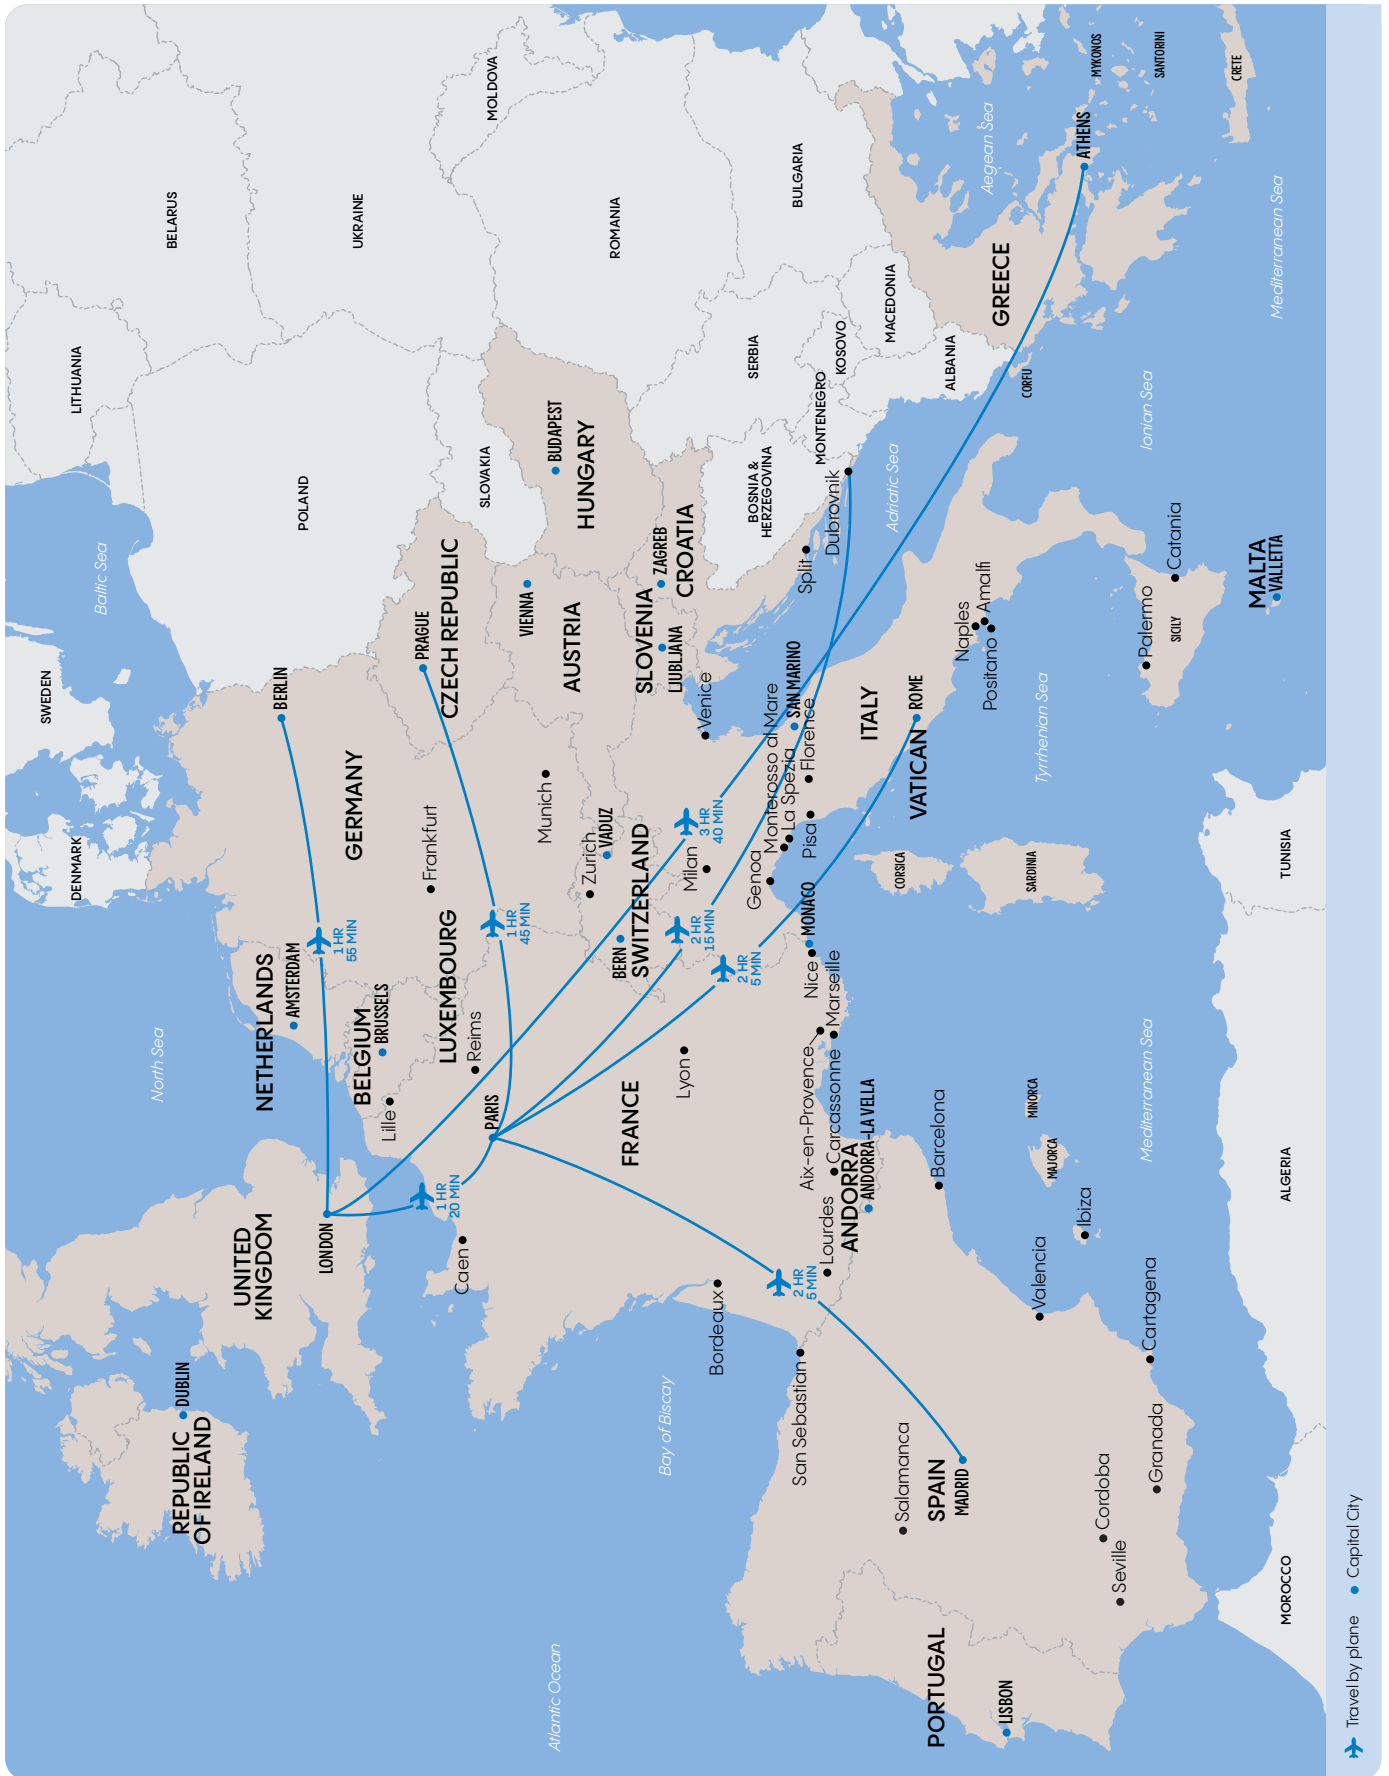 SWEDEN
LITHUANIA
DENMARK
Baltic Sea
BELARUS
North Sea
REPUBLIC
OF IRELAND
DUBLIN
UNITED
KINGDOM
LONDON
NETHERLANDS
AMSTERDAM
BERLIN
POLAND
UKRAINE
1 HR
55 MIN
GERMANY
BELGIUM
BRUSSELS
Lille
Frankfurt
PRAGUE
CZECH REPUBLIC
LUXEMBOURG
Reims
1 HR
20 MIN
Caen
PARIS
1 HR
45 MIN
SLOVAKIA
MOLDOVA
VIENNA
Munich
BUDAPEST
HUNGARY
AUSTRIA
Atlantic Ocean
Zurich
VADUZ
BERN
SWITZERLAND
FRANCE
ROMANIA
SLOVENIA
LJUBLJANA
ZAGREB
CROATIA
Bay of Biscay
Lyon
Milan
2 HR
15 MIN
3 HR
40 MIN
Venice
Bordeaux
2 HR
5 MIN
Genoa
Monterosso al Mare
La Spezia
SAN MARINO
Florence
Pisa
BOSNIA &
HERZEGOVINA
SERBIA
BULGARIA
Split
Dubrovnik
MONTENEGRO
KOSOVO
2 HR
5 MIN
San Sebastian
Lourdes
Aix-en-Provence
Carcassonne
Nice
Marseille
MONACO
ANDORRA
ANDORRA-LA VELLA
ITALY
Adriatic Sea
MACEDONIA
Salamanca
SPAIN
MADRID
Barcelona
CORSICA
VATICAN
ROME
ALBANIA
PORTUGAL
LISBON
Naples
Amalfi
Positano
GREECE
Aegean Sea
CORFU
Valencia
MINORCA
MAJORCA
Ibiza
SARDINIA
Tyrrhenian Sea
ATHENS
MYKONOS
SANTORINI
Cordoba
Seville
Granada
Cartagena
Mediterranean Sea
Palermo
SICILY
Catania
Ionian Sea
CRETE
MALTA
VALLETTA
Mediterranean Sea
MOROCCO
ALGERIA
TUNISIA
Travel by plane
Capital City